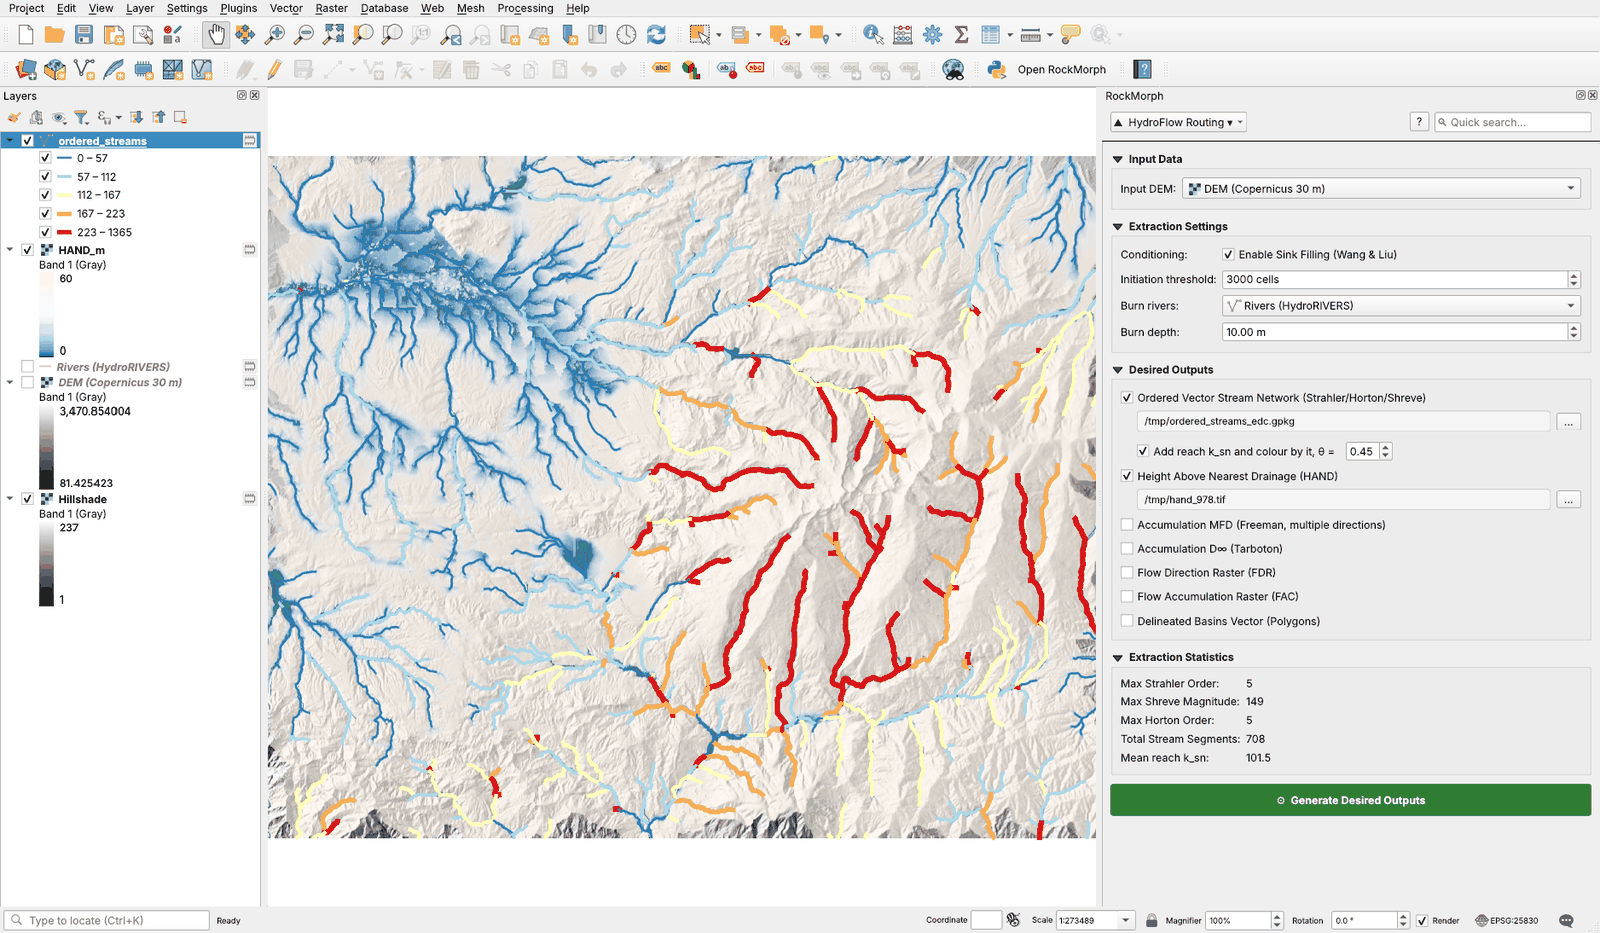 Project Edit View Layer Settings Plugins Vector Raster Database Web Mesh Processing Help
abc abc Open RockMorph
Layers
ordered_streams
0 – 57
57 – 112
112 – 167
167 – 223
223 – 1365
HAND_m
Band 1 (Gray)
60
0
Rivers (HydroRIVERS)
DEM (Copernicus 30 m)
Band 1 (Gray)
3,470.854004
81.425423
Hillshade
Band 1 (Gray)
237
1
RockMorph
HydroFlow Routing
? Quick search...
Input Data
Input DEM: DEM (Copernicus 30 m)
Extraction Settings
Conditioning: Enable Sink Filling (Wang & Liu)
Initiation threshold: 3000 cells
Burn rivers: Rivers (HydroRIVERS)
Burn depth: 10.00 m
Desired Outputs
Ordered Vector Stream Network (Strahler/Horton/Shreve)
/tmp/ordered_streams_edc.gpkg ...
Add reach k_sn and colour by it, θ = 0.45
Height Above Nearest Drainage (HAND)
/tmp/hand_978.tif ...
Accumulation MFD (Freeman, multiple directions)
Accumulation D∞ (Tarboton)
Flow Direction Raster (FDR)
Flow Accumulation Raster (FAC)
Delineated Basins Vector (Polygons)
Extraction Statistics
Max Strahler Order: 5
Max Shreve Magnitude: 149
Max Horton Order: 5
Total Stream Segments: 708
Mean reach k_sn: 101.5
Generate Desired Outputs
Type to locate (Ctrl+K) Ready Coordinate Scale 1:273489 Magnifier 100% Rotation 0.0 ° Render EPSG:25830